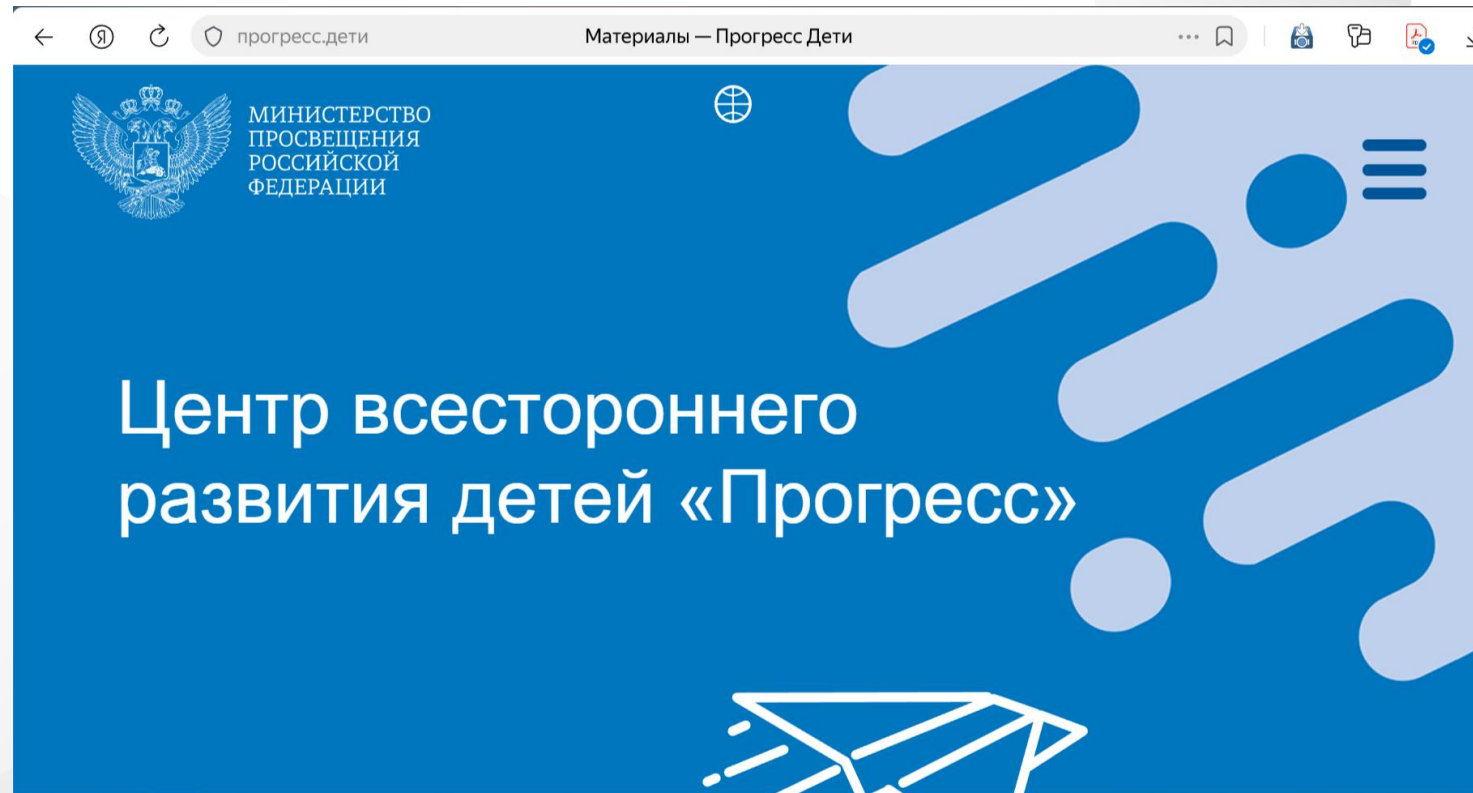 прогресс.дети
Материалы — Прогресс Дети
МИНИСТЕРСТВО
ПРОСВЕЩЕНИЯ
РОССИЙСКОЙ
ФЕДЕРАЦИИ
Центр всестороннего
развития детей «Прогресс»